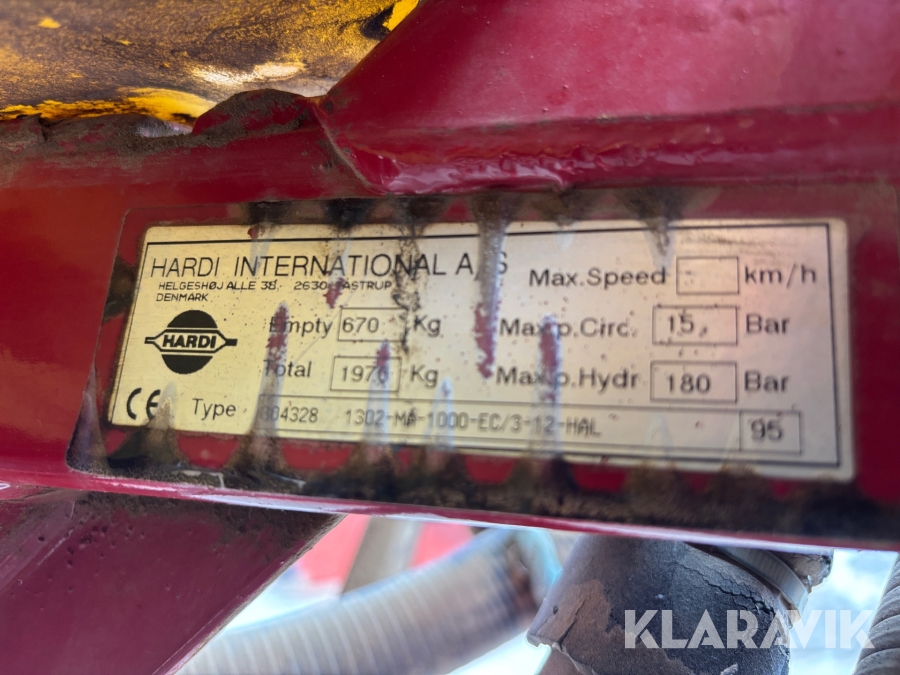 HARDI INTERNATIONAL A/S
HELGESHØJ ALLE 38 2630 TASTRUP
DENMARK
Max.Speed - km/h
HARDI
Empty 670 Kg
Max.p.Circ. 15 Bar
Total 1970 Kg
Max.p.Hydr 180 Bar
CE
Type 304328 1302-MA-1000-EC/3-12-HAL 95
KLARAVIK